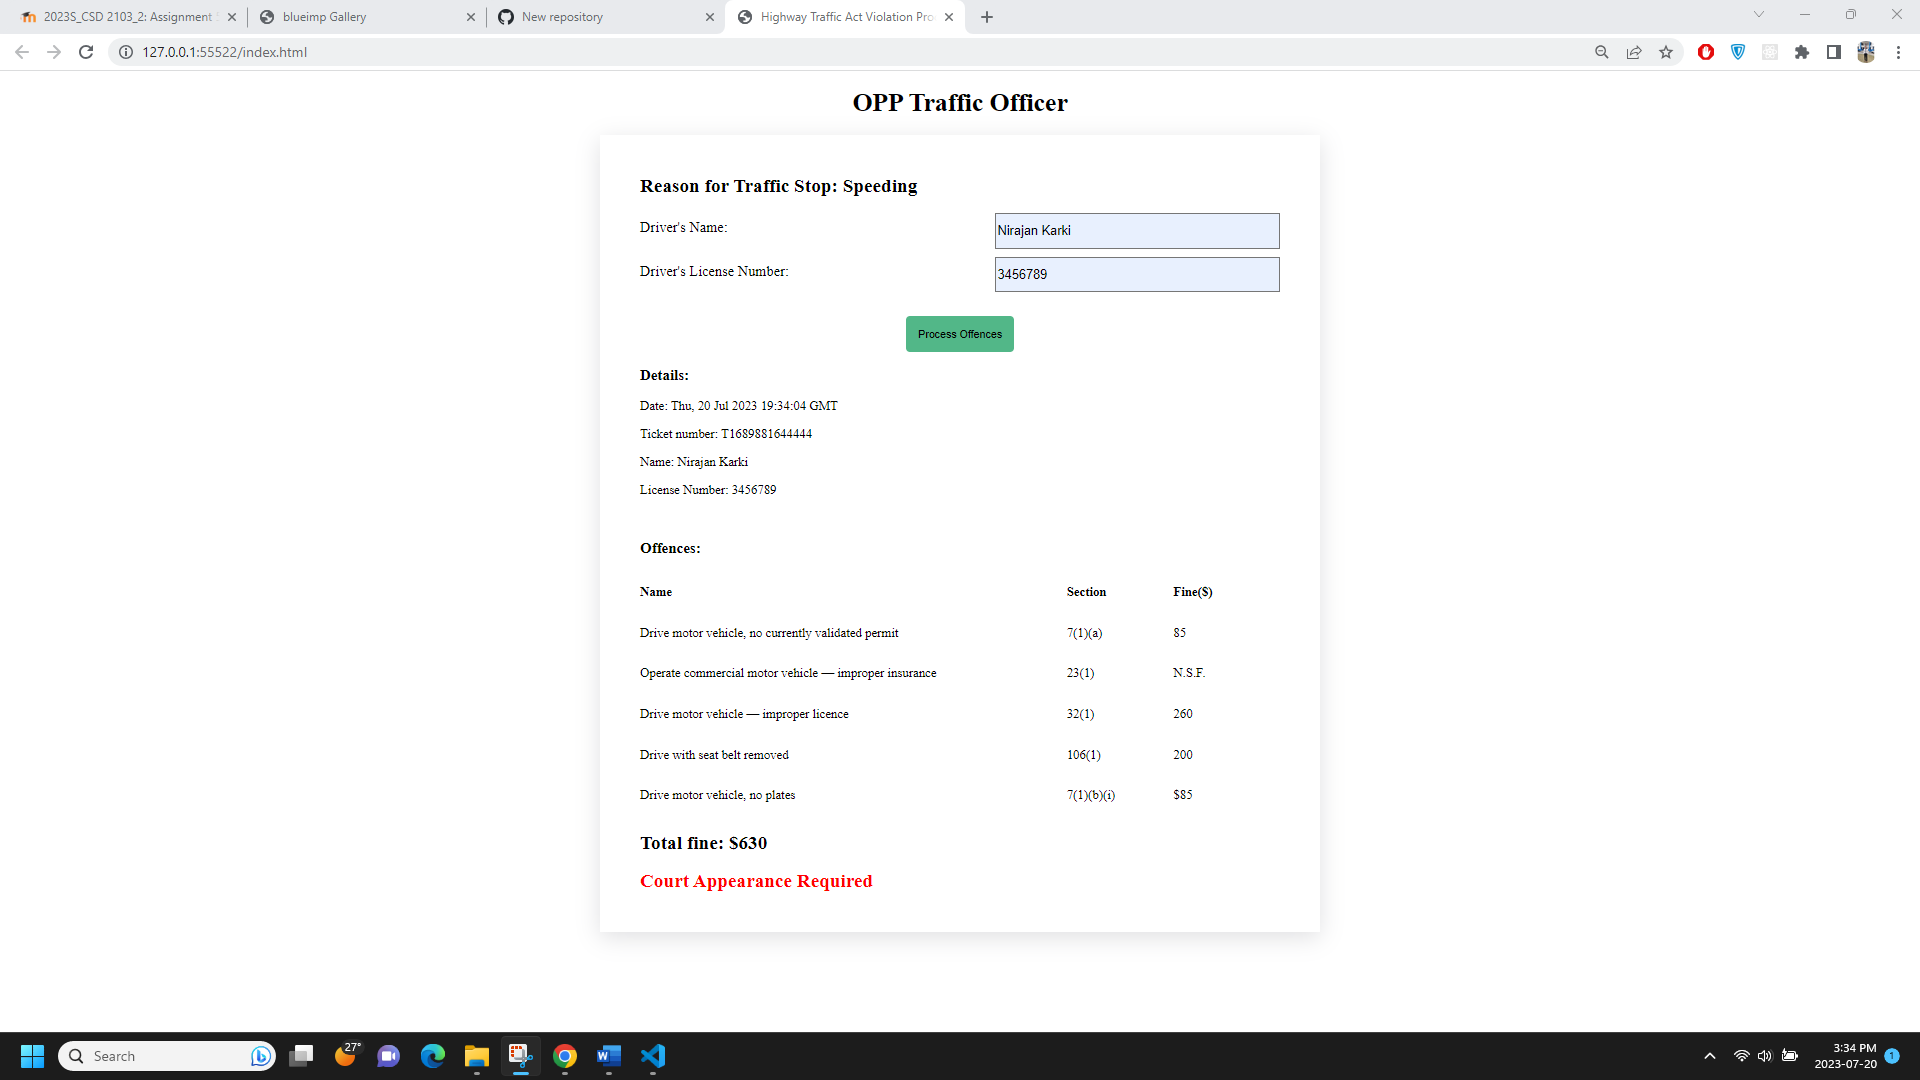 2023S_CSD 2103_2: Assignment
blueimp Gallery
New repository
Highway Traffic Act Violation Pro
127.0.0.1:55522/index.html
OPP Traffic Officer
Reason for Traffic Stop: Speeding
Driver's Name: Nirajan Karki
Driver's License Number: 3456789
Process Offences
Details:
Date: Thu, 20 Jul 2023 19:34:04 GMT
Ticket number: T1689881644444
Name: Nirajan Karki
License Number: 3456789
Offences:
Name Section Fine($)
Drive motor vehicle, no currently validated permit 7(1)(a) 85
Operate commercial motor vehicle — improper insurance 23(1) N.S.F.
Drive motor vehicle — improper licence 32(1) 260
Drive with seat belt removed 106(1) 200
Drive motor vehicle, no plates 7(1)(b)(i) $85
Total fine: $630
Court Appearance Required
Search
27°
3:34 PM
2023-07-20
1